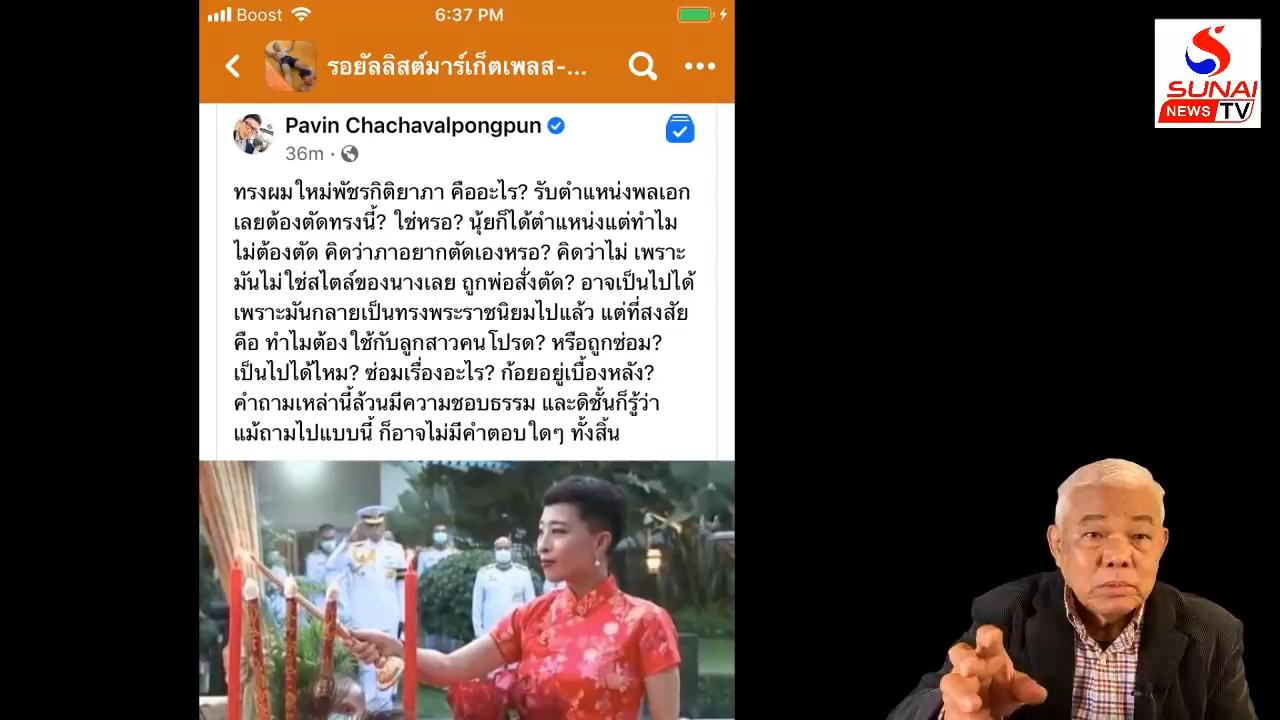 Boost
6:37 PM
รอยัลลิสต์มาร์เก็ตเพลส-...
Pavin Chachavalpongpun
36m
ทรงผมใหม่พัชรกิติยาภา คืออะไร? รับตำแหน่งพลเอก
เลยต้องตัดทรงนี้? ใช่หรอ? นุ้ยก็ได้ตำแหน่งแต่ทำไม
ไม่ต้องตัด คิดว่าภาอยากตัดเองหรอ? คิดว่าไม่ เพราะ
มันไม่ใช่สไตล์ของนางเลย ถูกพ่อสั่งตัด? อาจเป็นไปได้
เพราะมันกลายเป็นทรงพระราชนิยมไปแล้ว แต่ที่สงสัย
คือ ทำไมต้องใช้กับลูกสาวคนโปรด? หรือถูกซ่อม?
เป็นไปได้ไหม? ซ่อมเรื่องอะไร? ก้อยอยู่เบื้องหลัง?
คำถามเหล่านี้ล้วนมีความชอบธรรม และดิชั้นก็รู้ว่า
แม้ถามไปแบบนี้ ก็อาจไม่มีคำตอบใดๆ ทั้งสิ้น
SUNAI
NEWS TV